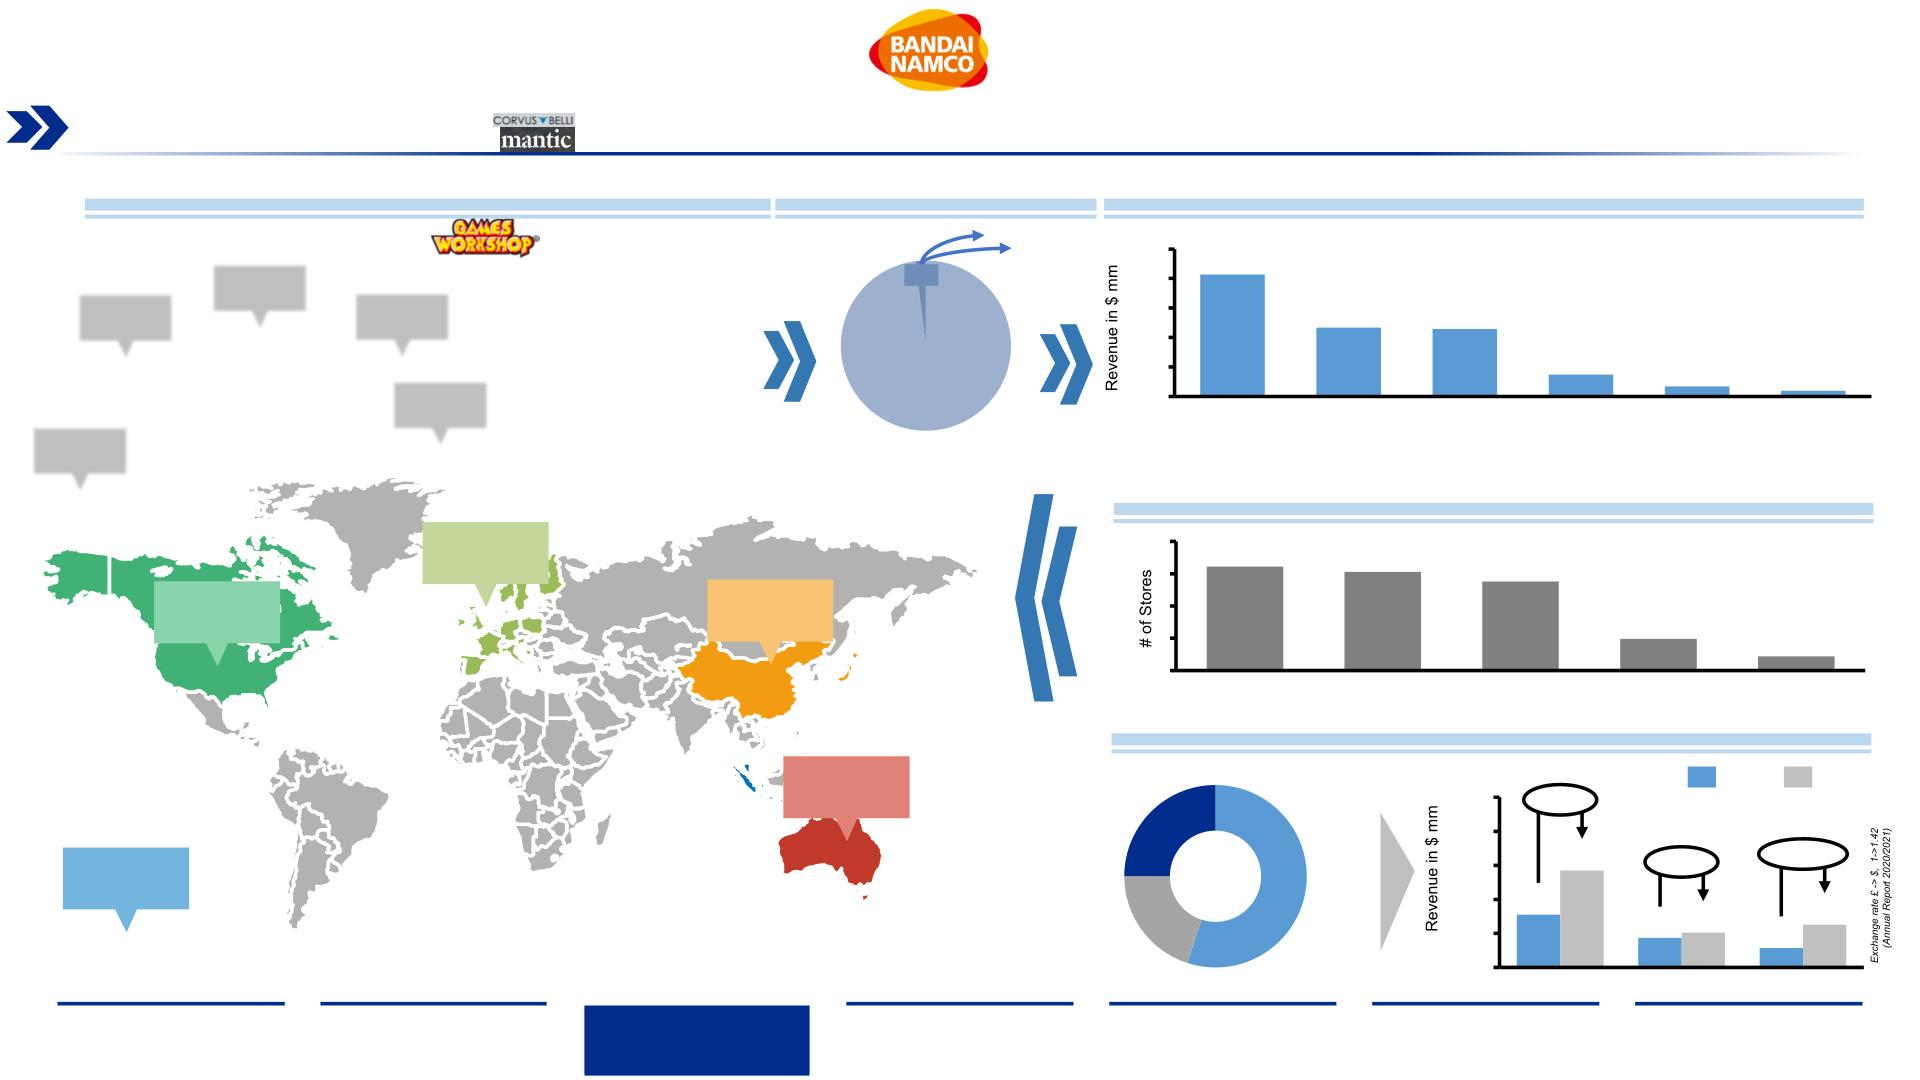 BANDAI
NAMCO
CORVUS BELLI
mantic
GAMES
WORKSHOP
Revenue in $ mm
# of Stores
Revenue in $ mm
Exchange rate £ -> $, 1->1.42
(Annual Report 2020/2021)